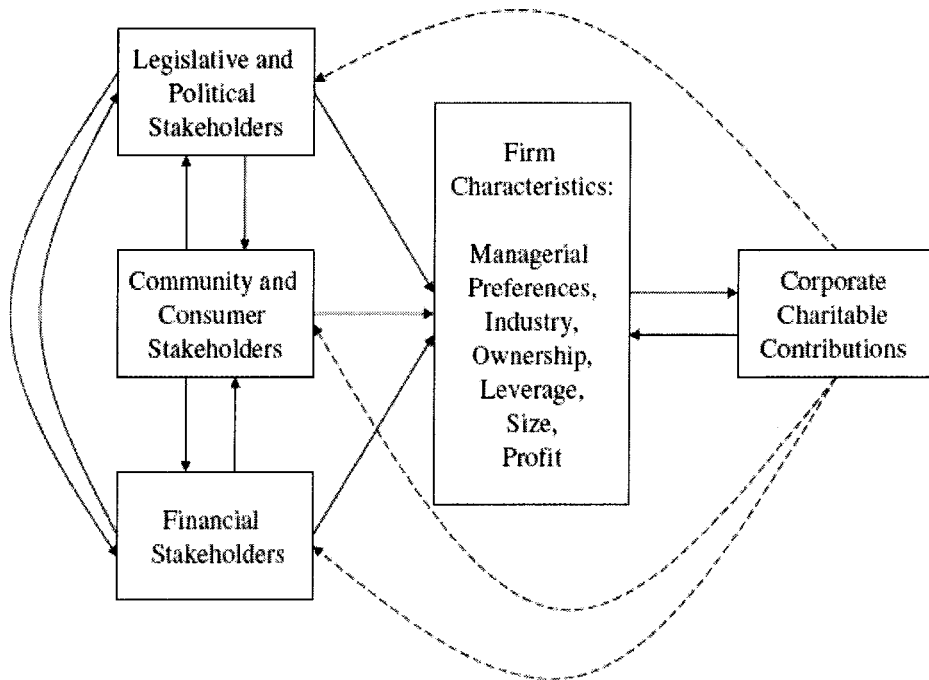 Legislative and
Political
Stakeholders
Community and
Consumer
Stakeholders
Financial
Stakeholders
Firm
Characteristics:
Managerial
Preferences,
Industry,
Ownership,
Leverage,
Size,
Profit
Corporate
Charitable
Contributions